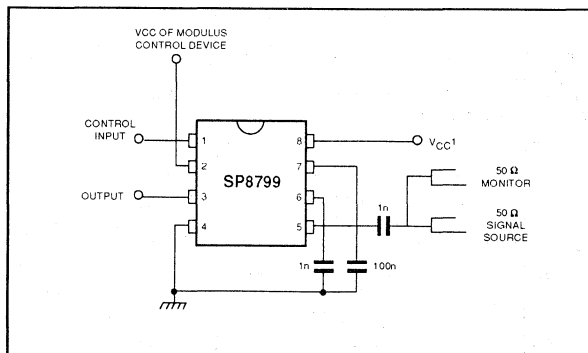 VCC OF MODULUS
CONTROL DEVICE
CONTROL
INPUT
1
8
VCC1
2
7
SP8799
50 Ω
MONITOR
OUTPUT
3
6
1n
50 Ω
SIGNAL
SOURCE
4
5
1n
100n